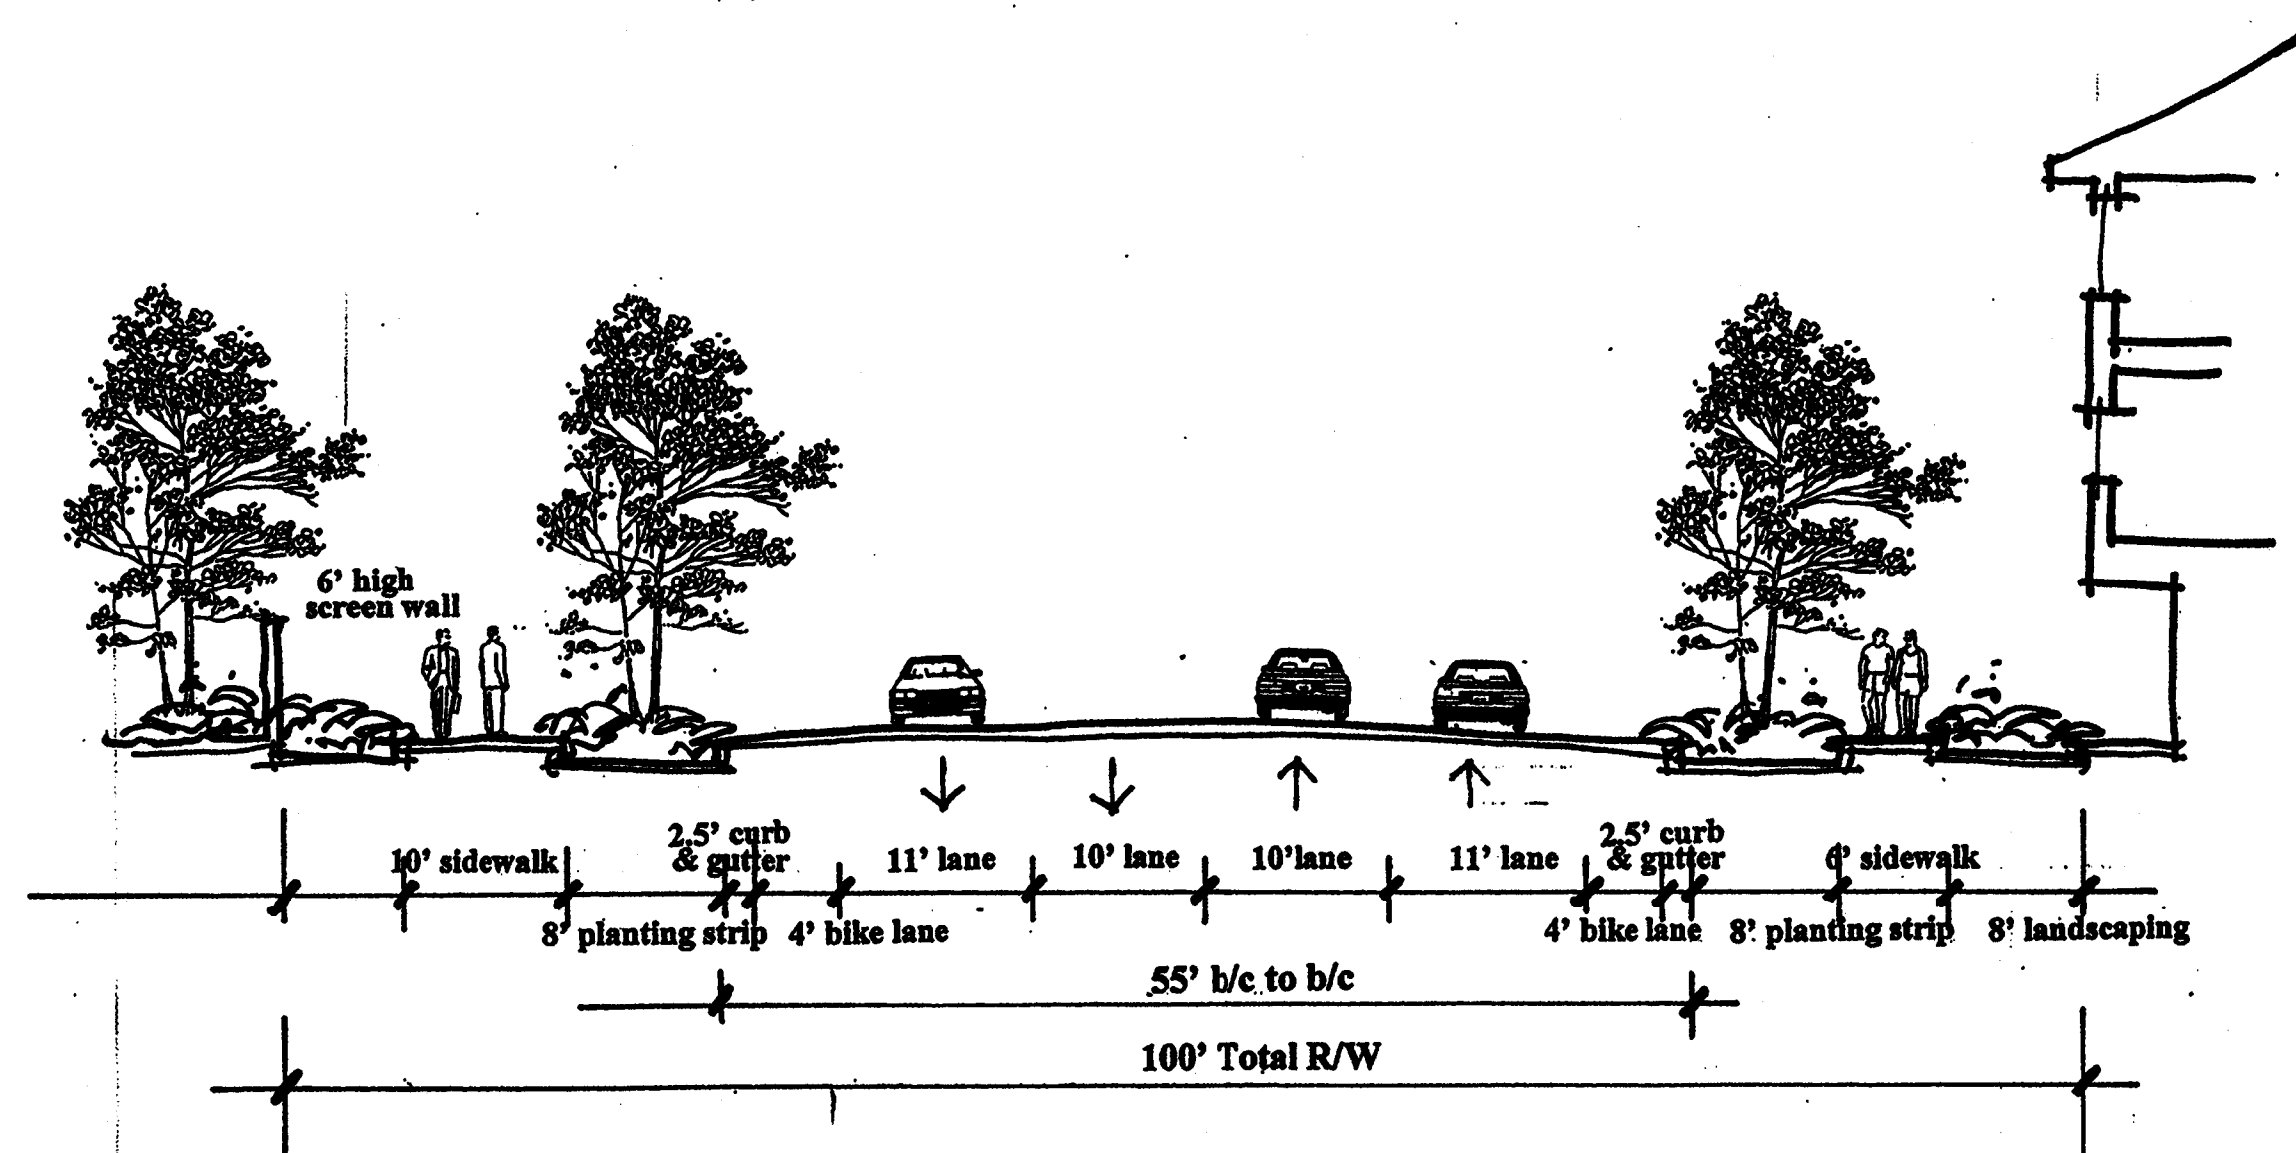 6’ high
screen wall
2.5’ curb
& gutter
2.5’ curb
& gutter
10’ sidewalk
11’ lane
10’ lane
10’lane
11’ lane
6’ sidewalk
8’ planting strip
4’ bike lane
4’ bike lane
8’ planting strip
8’ landscaping
55’ b/c to b/c
100’ Total R/W